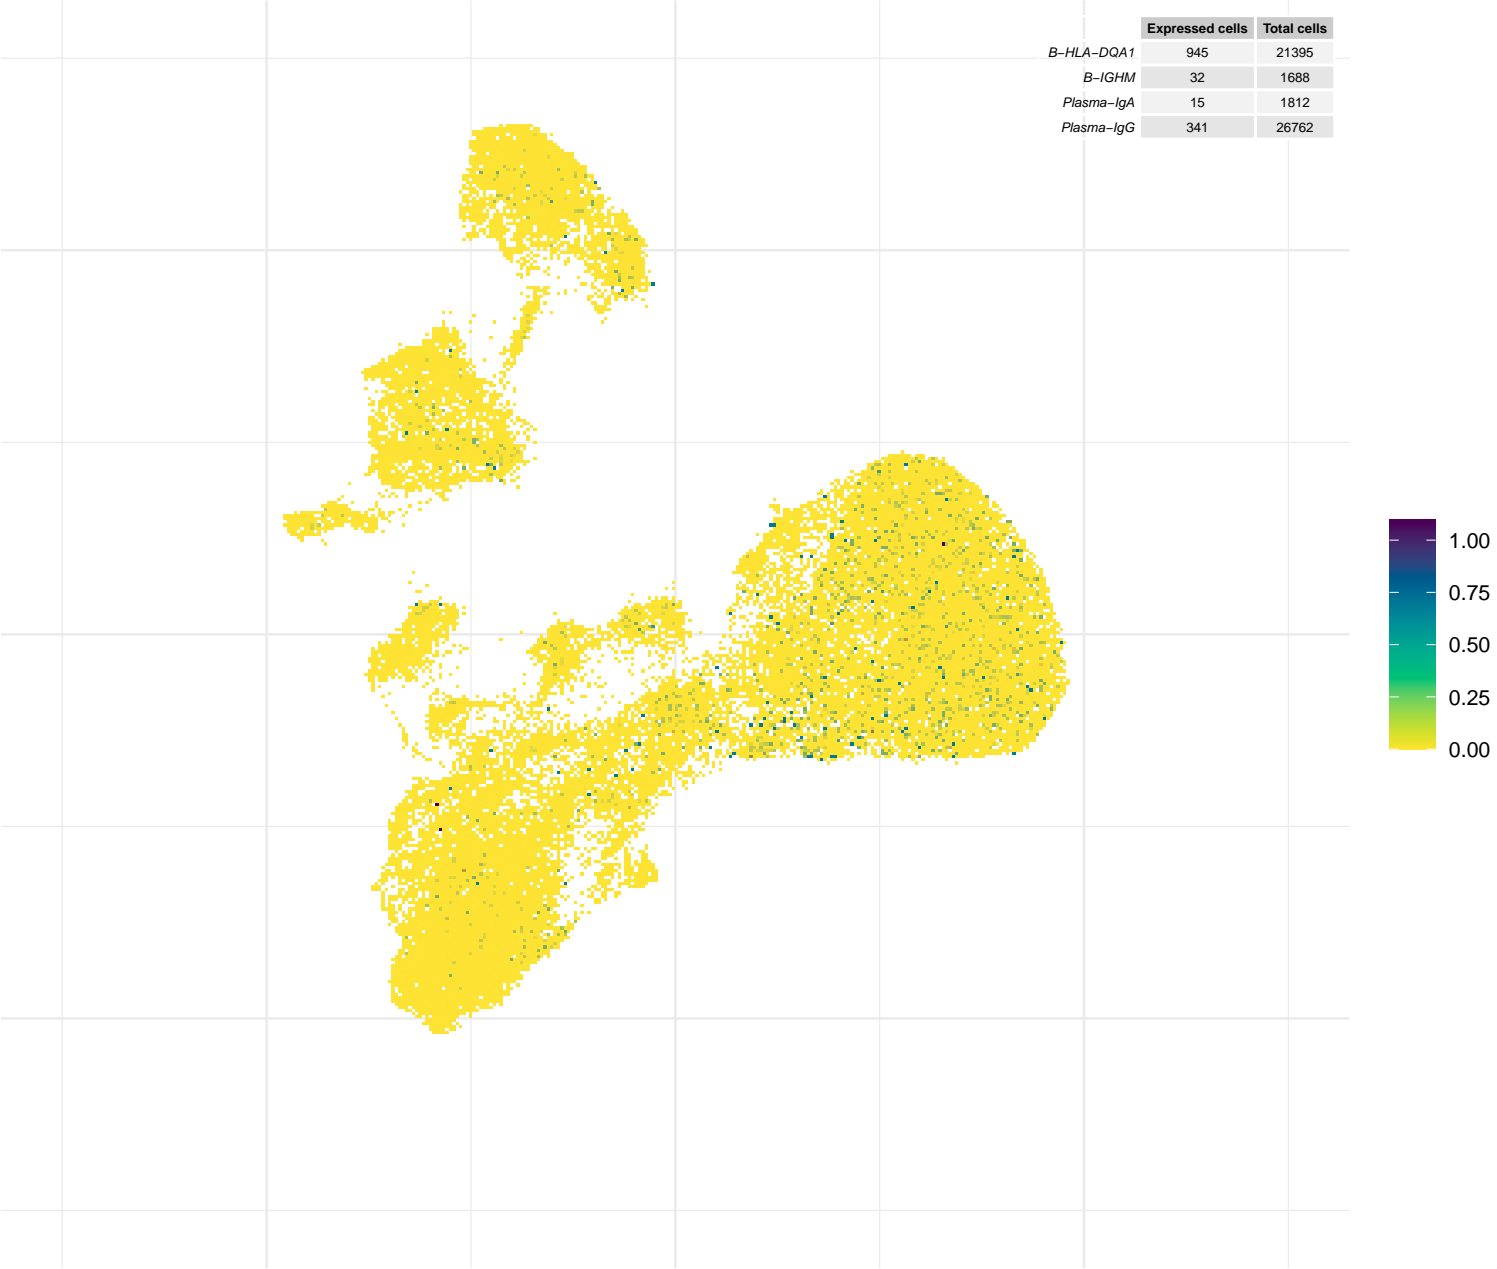 Expressed cells Total cells
B−HLA−DQA1 945 21395
B−IGHM 32 1688
Plasma−IgA 15 1812
Plasma−IgG 341 26762
1.00
0.75
0.50
0.25
0.00